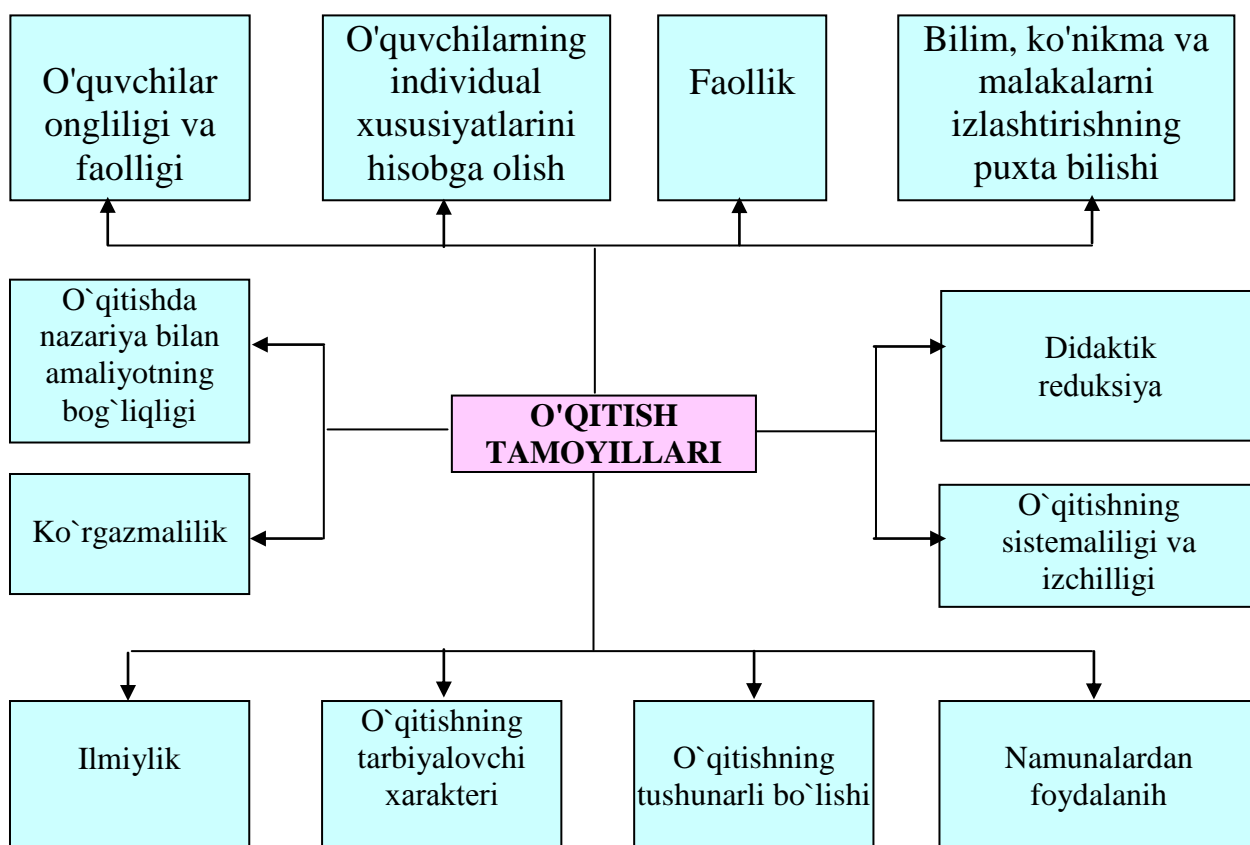 O'quvchilar
ongliligi va
faolligi
O'quvchilarning
individual
xususiyatlarini
hisobga olish
Faollik
Bilim, ko'nikma va
malakalarni
izlashtirishning
puxta bilishi
O`qitishda
nazariya bilan
amaliyotning
bog`liqligi
Didaktik
reduksiya
O'QITISH
TAMOYILLARI
Ko`rgazmalilik
O`qitishning
sistemaliligi va
izchilligi
Ilmiylik
O`qitishning
tarbiyalovchi
xarakteri
O`qitishning
tushunarli bo`lishi
Namunalardan
foydalanih